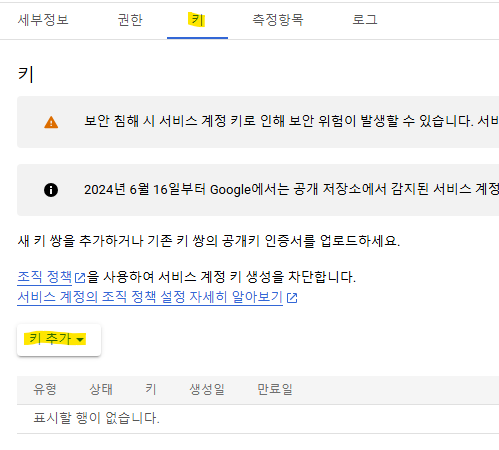 세부정보 권한 키 측정항목 로그
키
보안 침해 시 서비스 계정 키로 인해 보안 위험이 발생할 수 있습니다. 서비
2024년 6월 16일부터 Google에서는 공개 저장소에서 감지된 서비스 계정
새 키 쌍을 추가하거나 기존 키 쌍의 공개키 인증서를 업로드하세요.
조직 정책을 사용하여 서비스 계정 키 생성을 차단합니다.
서비스 계정의 조직 정책 설정 자세히 알아보기
키 추가
유형 상태 키 생성일 만료일
표시할 행이 없습니다.